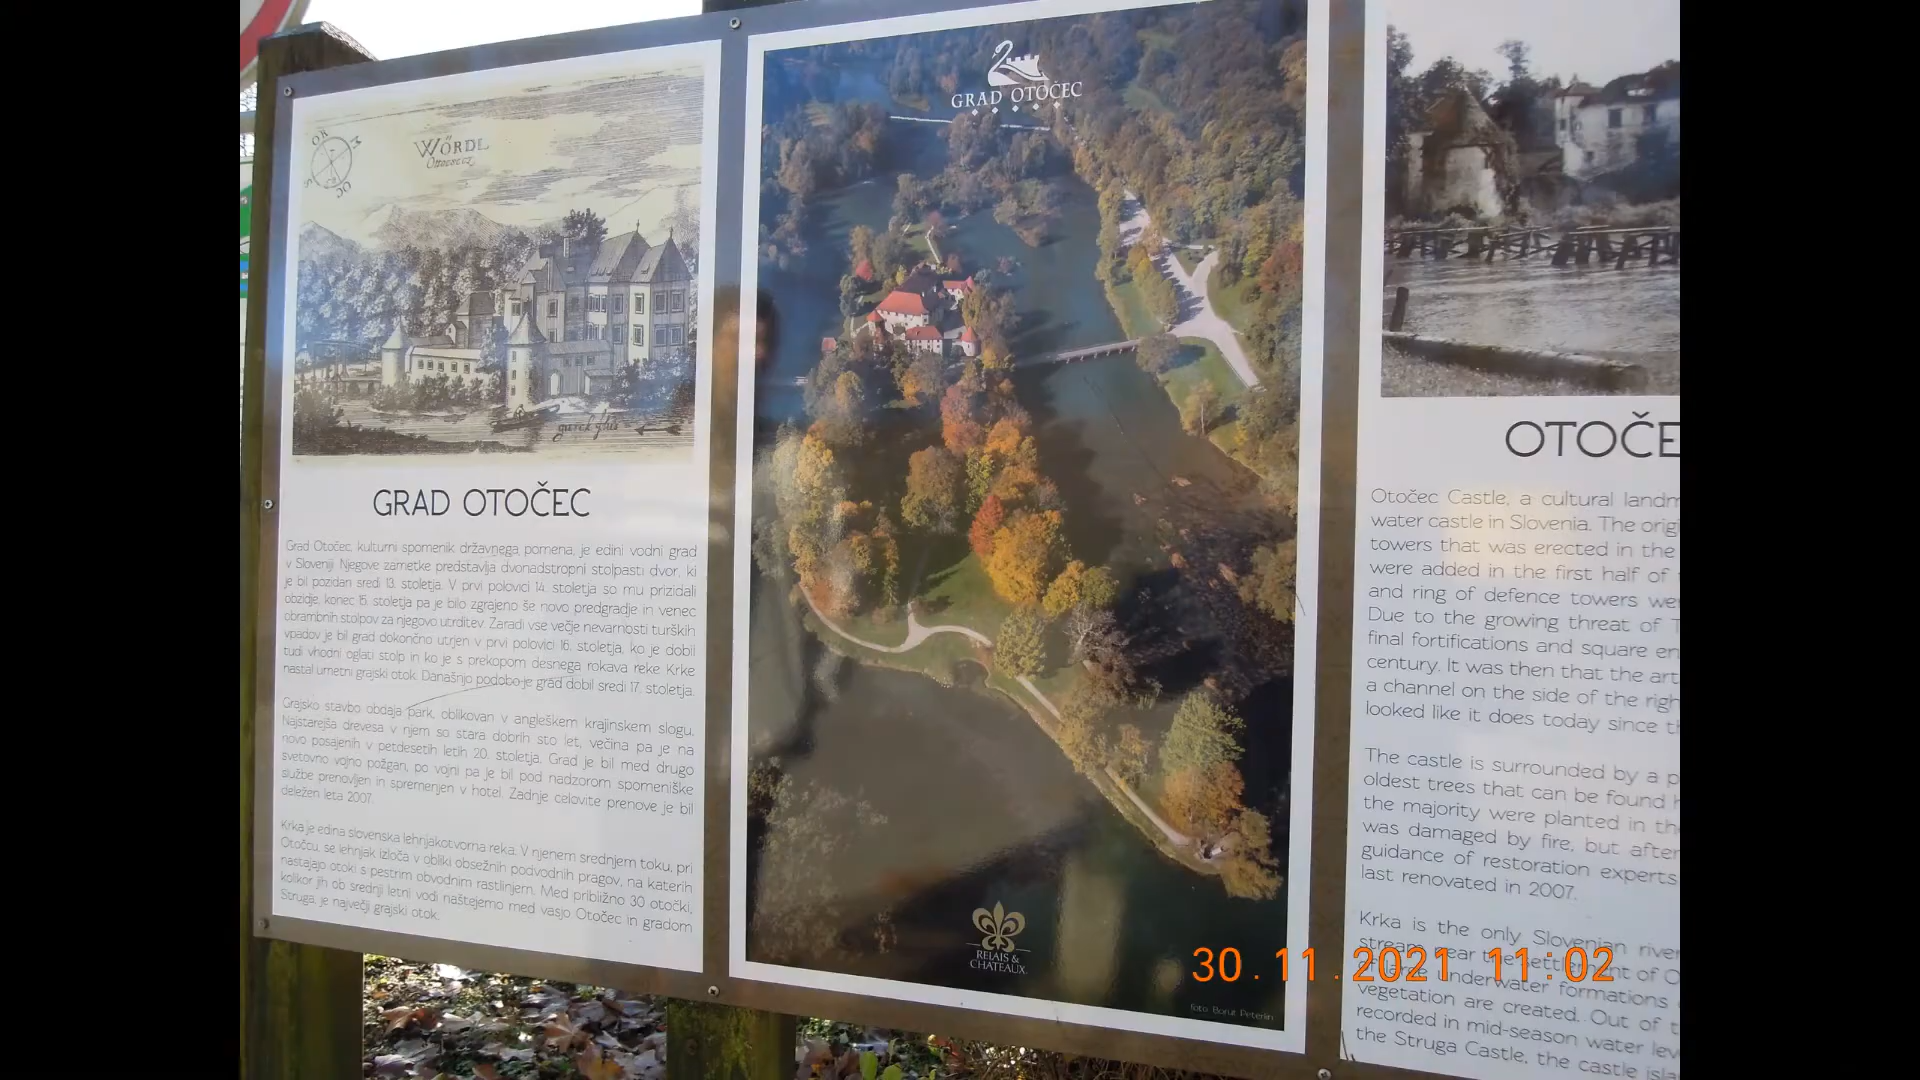 OR
M
S
OC
WÖRDL
Ottoceez
gurck flus
GRAD OTOČEC
Grad Otočec, kulturni spomenik državnega pomena, je edini vodni grad
v Sloveniji. Njegove zametke predstavlja dvonadstropni stolpasti dvor, ki
je bil pozidan sredi 13. stoletja. V prvi polovici 14. stoletja so mu prizidali
obzidje, konec 15. stoletja pa je bilo zgrajeno še novo predgradje in venec
obrambnih stolpov za njegovo utrditev. Zaradi vse večje nevarnosti turških
vpadov je bil grad dokončno utrjen v prvi polovici 16. stoletja, ko je dobil
tudi vhodni oglati stolp in ko je s prekopom desnega rokava reke Krke
nastal umetni grajski otok. Današnjo podobo je grad dobil sredi 17. stoletja.
Grajsko stavbo obdaja park, oblikovan v angleškem krajinskem slogu.
Najstarejša drevesa v njem so stara dobrih sto let, večina pa je na
novo posajenih v petdesetih letih 20. stoletja. Grad je bil med drugo
svetovno vojno požgan, po vojni pa je bil pod nadzorom spomeniške
službe prenovljen in spremenjen v hotel. Zadnje celovite prenove je bil
deležen leta 2007.
Krka je edina slovenska lehnjakotvorna reka. V njenem srednjem toku, pri
Otočcu, se lehnjak izloča v obliki obsežnih podvodnih pragov, na katerih
nastajajo otoki s pestrim obvodnim rastlinjem. Med približno 30 otočki,
kolikor jih ob srednji letni vodi naštejemo med vasjo Otočec in gradom
Struga, je največji grajski otok.
GRAD OTOČEC
RELAIS &
CHATEAUX
foto: Borut Peterlin
OTOČE
Otočec Castle, a cultural landm
water castle in Slovenia. The orig
towers that was erected in the
were added in the first half of
and ring of defence towers we
Due to the growing threat of T
final fortifications and square en
century. It was then that the art
a channel on the side of the righ
looked like it does today since th
The castle is surrounded by a p
oldest trees that can be found h
the majority were planted in th
was damaged by fire, but after
guidance of restoration experts
last renovated in 2007.
Krka is the only Slovenian river
stream near the settlement of O
of large underwater formations
vegetation are created. Out of t
recorded in mid-season water lev
the Struga Castle, the castle isla
30.11.2021 11:02